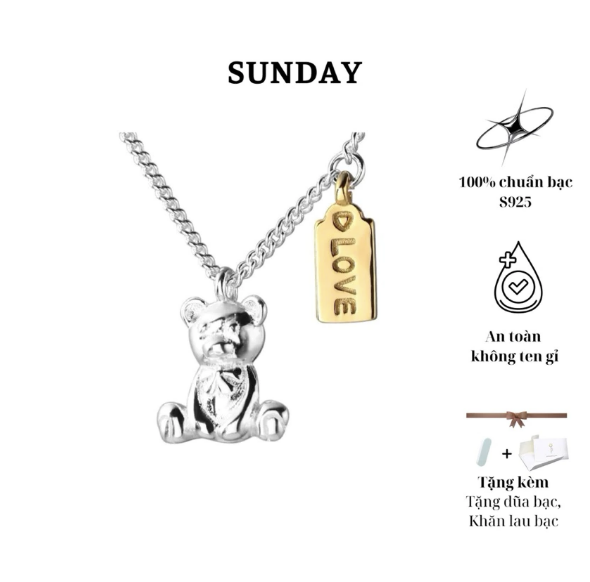 SUNDAY
LOVE
100% chuẩn bạc
S925
An toàn
không ten gỉ
+
Tặng kèm
Tặng dũa bạc,
Khăn lau bạc